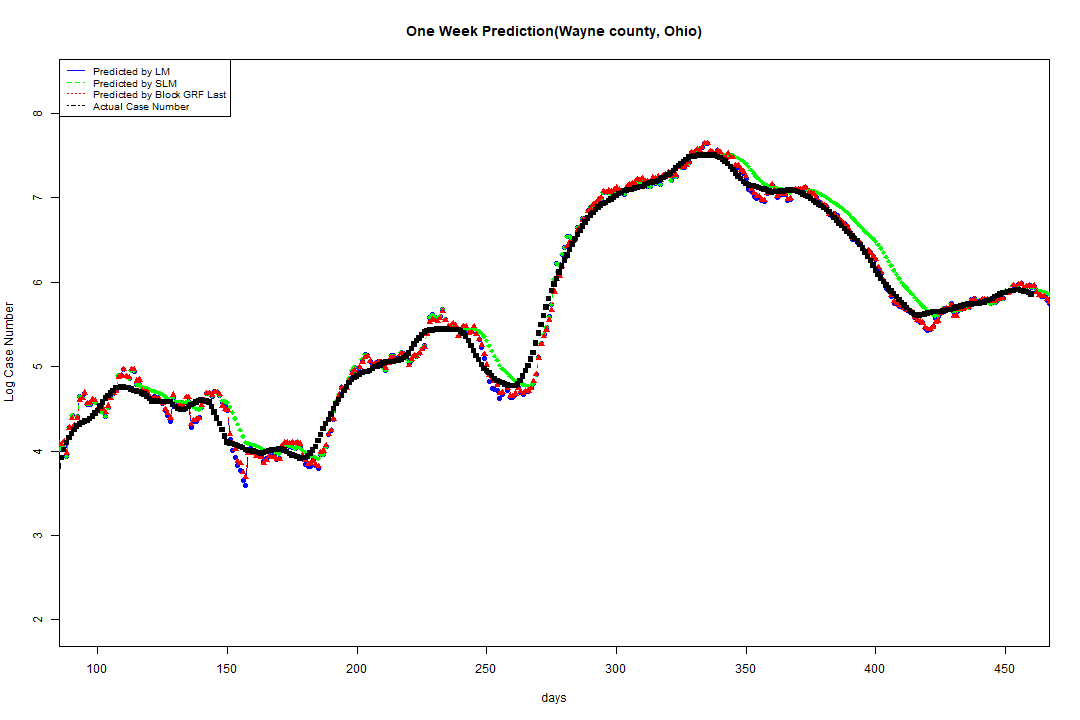 One Week Prediction(Wayne county, Ohio)
Predicted by LM
Predicted by SLM
Predicted by Block GRF Last
Actual Case Number
8
7
6
5
4
3
2
Log Case Number
100 150 200 250 300 350 400 450
days